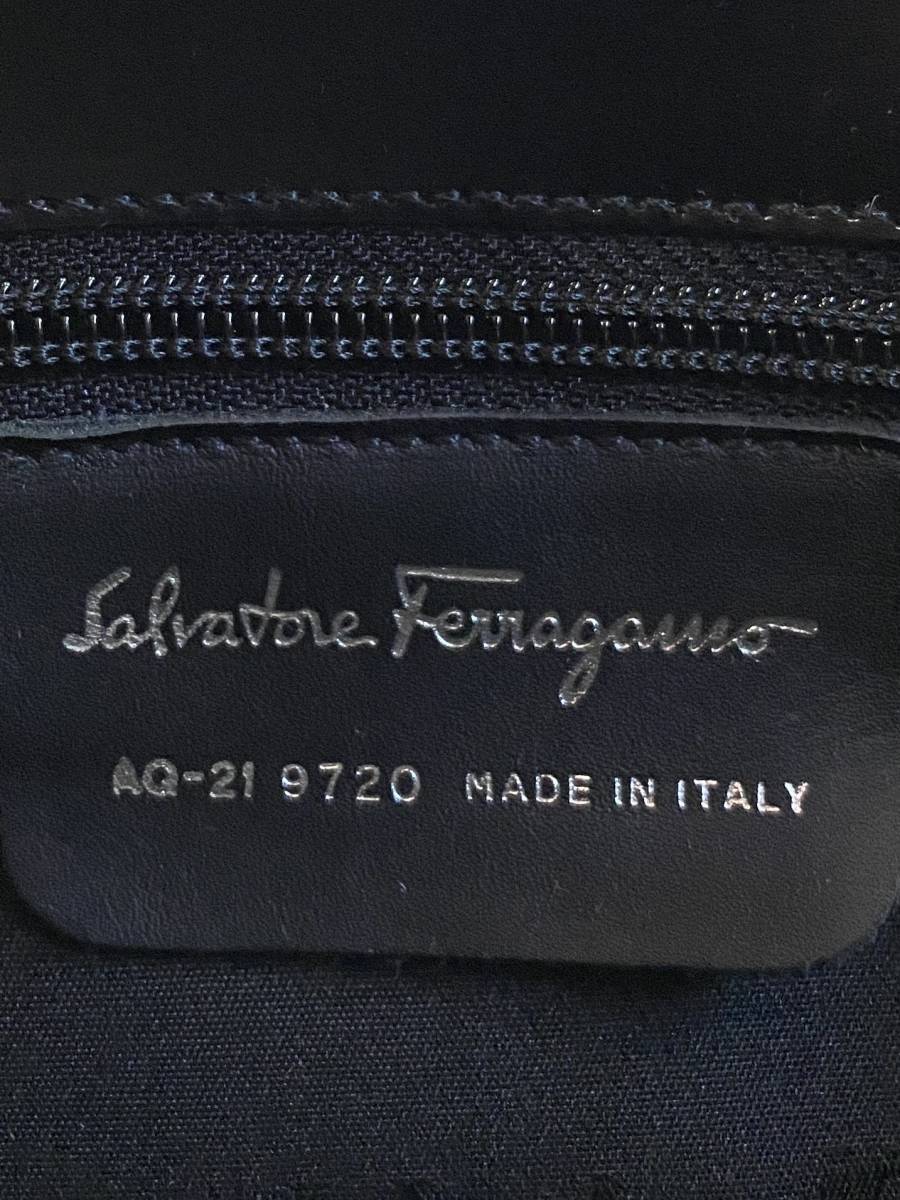 Salvatore Ferragamo
AQ-21 9720 MADE IN ITALY